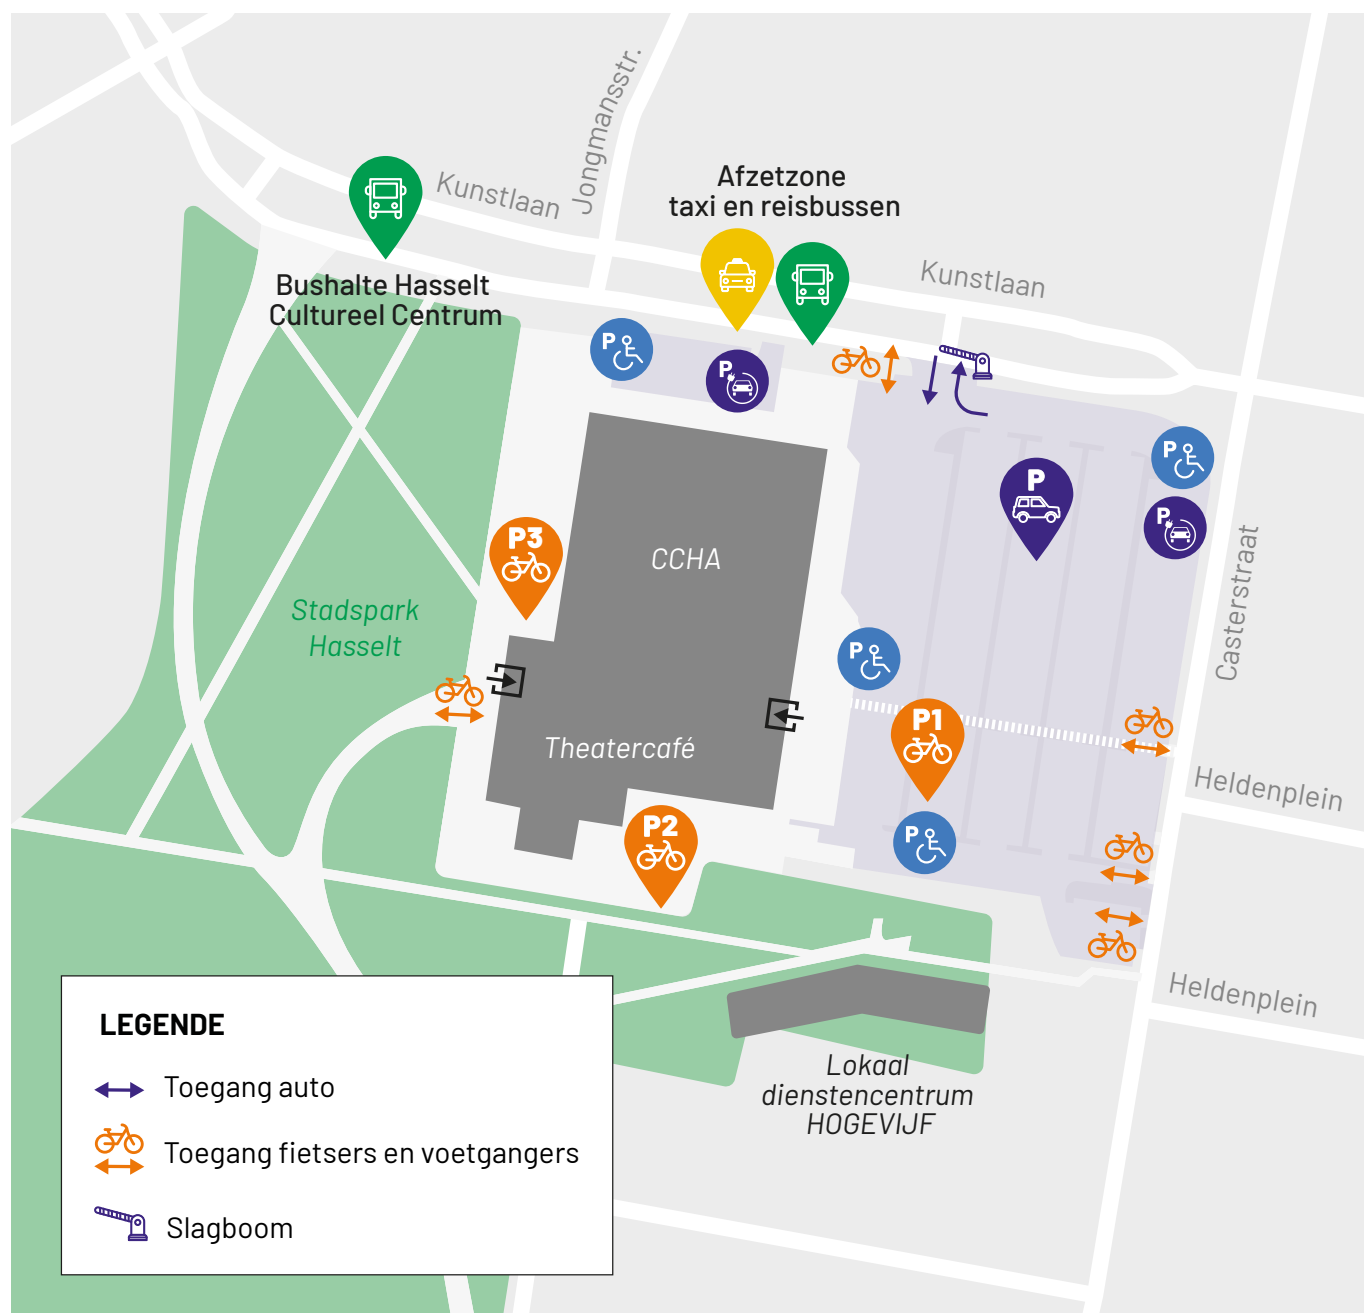 Jongmansstr.
Kunstlaan
Afzetzone
taxi en reisbussen
Kunstlaan
Bushalte Hasselt
Cultureel Centrum
P
P
P
P
P
P3
CCHA
Casterstraat
Stadspark
Hasselt
P
P1
Theatercafé
Heldenplein
P2
P
Heldenplein
Lokaal
dienstencentrum
HOGEVIJF
LEGENDE
Toegang auto
Toegang fietsers en voetgangers
Slagboom